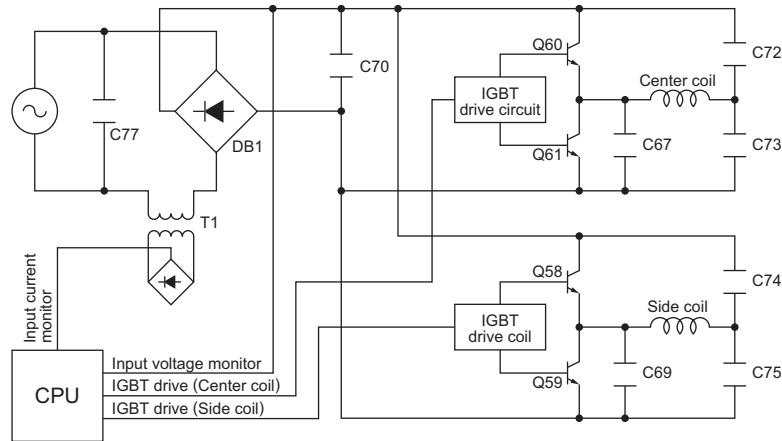 Q60
C70
C72
IGBT
drive circuit
Center coil
C77
DB1
Q61
C67
C73
T1
Input current
monitor
Q58
C74
IGBT
drive coil
Side coil
Input voltage monitor
IGBT drive (Center coil)
IGBT drive (Side coil)
CPU
Q59
C69
C75